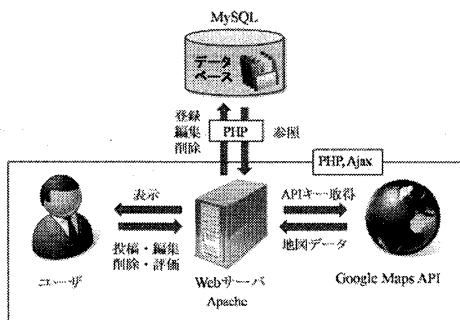 MySQL
データ
ベース
登録
編集
削除
PHP
参照
PHP, Ajax
表示
投稿・編集
削除・評価
ユーザ
Webサーバ
Apache
APIキー取得
地図データ
Google Maps API